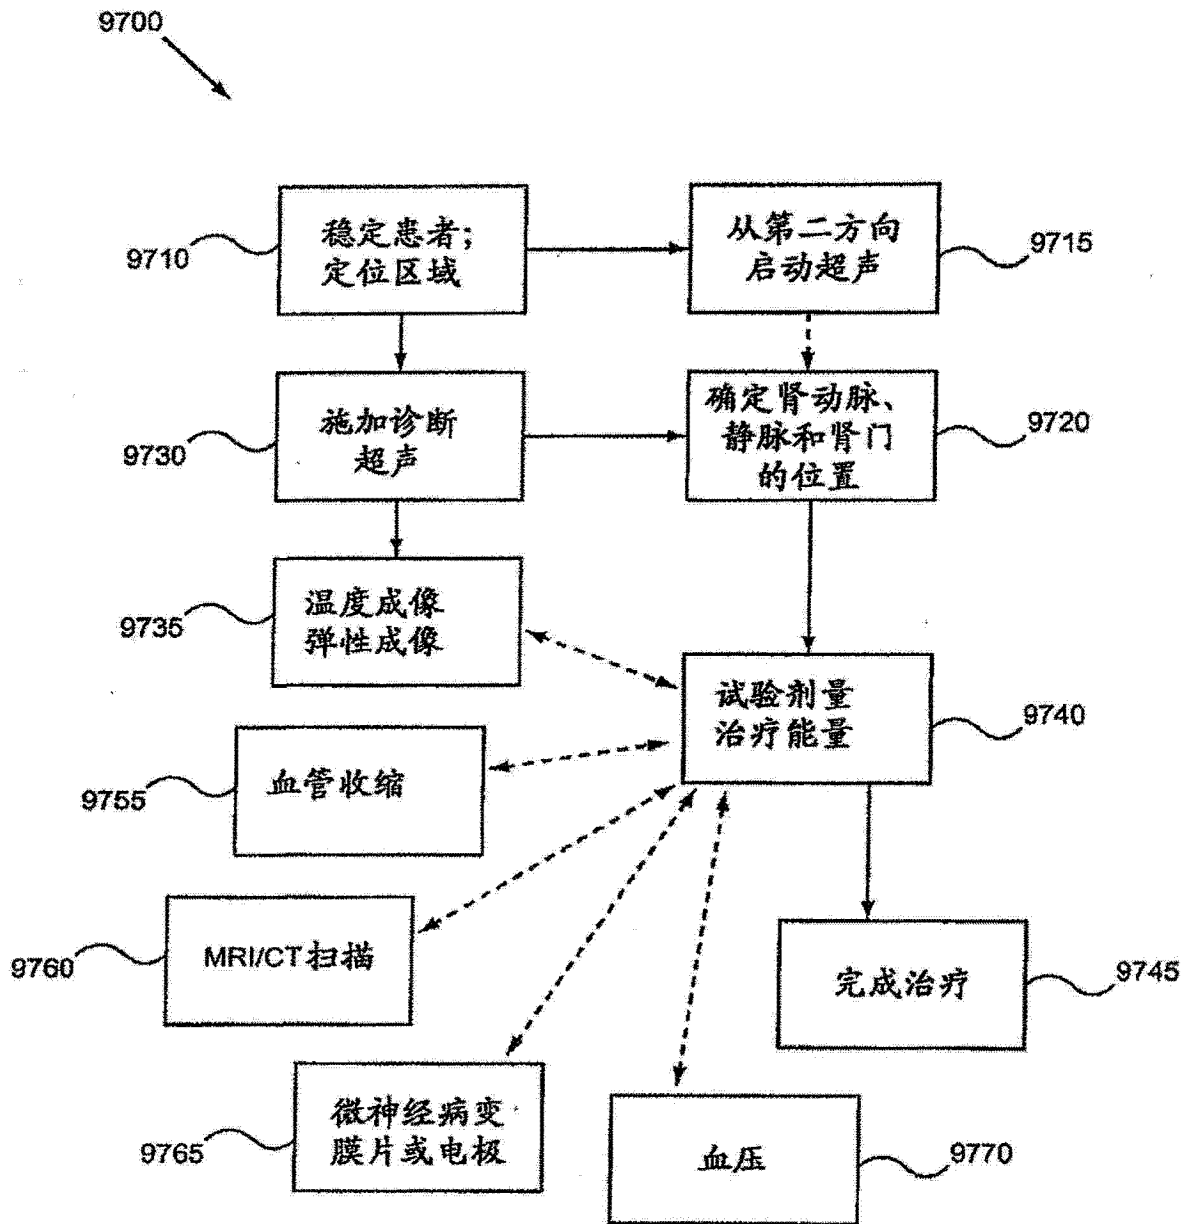 9700
9710
稳定患者;
定位区域
从第二方向
启动超声
9715
9730
施加诊断
超声
确定肾动脉、
静脉和肾门
的位置
9720
9735
温度成像
弹性成像
试验剂量
治疗能量
9740
9755
血管收缩
9760
MRI/CT扫描
完成治疗
9745
9765
微神经病变
膜片或电极
血压
9770